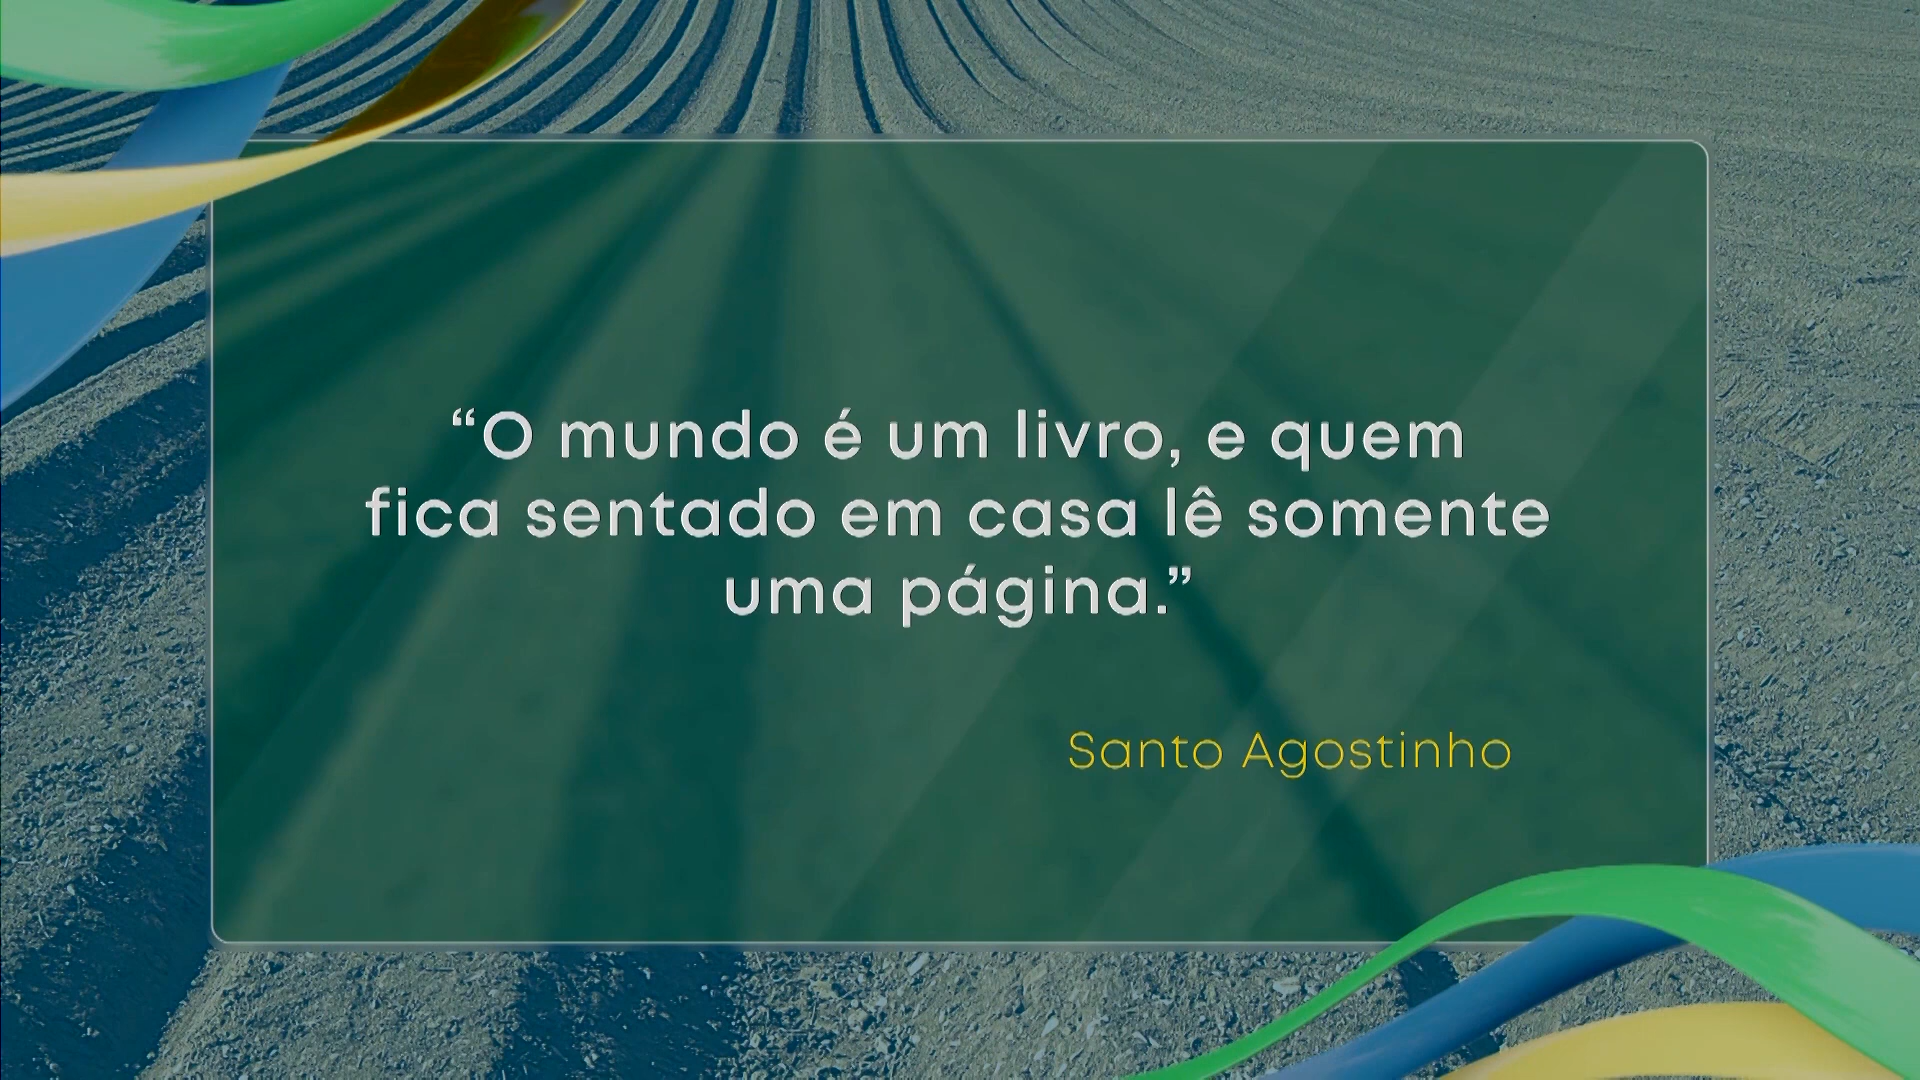 “O mundo é um livro, e quem
fica sentado em casa lê somente
uma página.”
Santo Agostinho